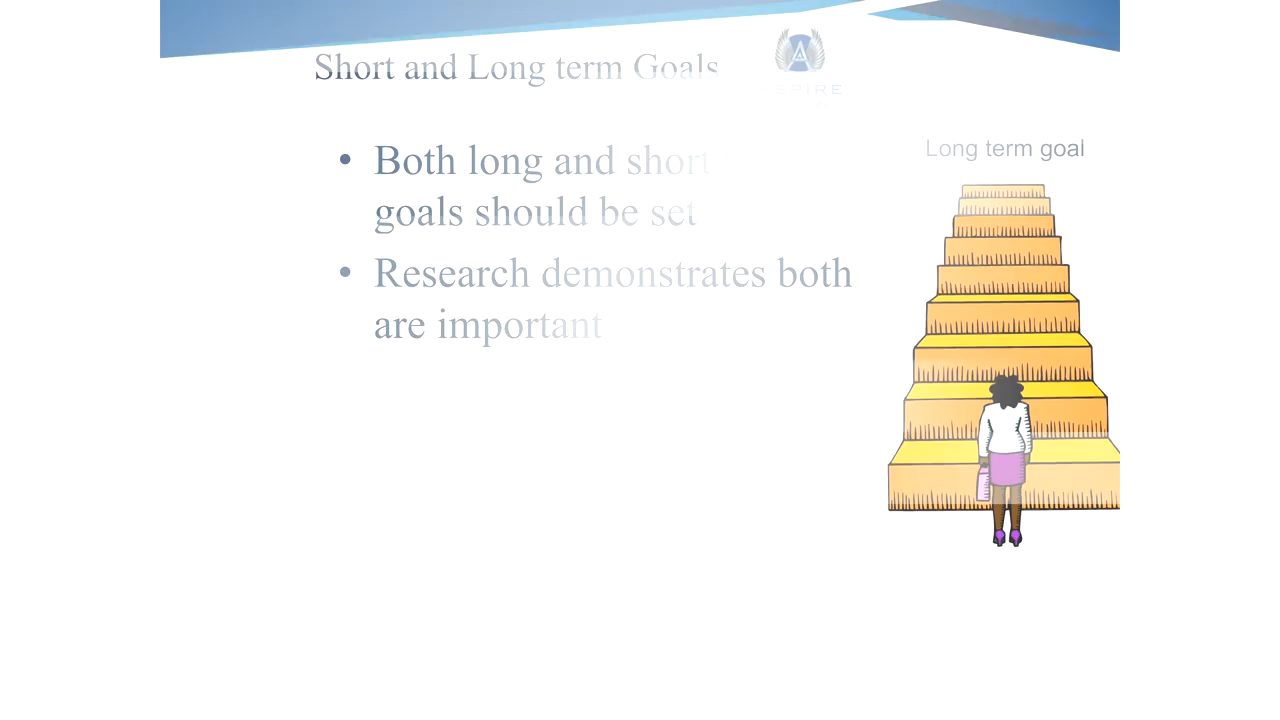 Short and Long term Goals
• Both long and short
goals should be set
• Research demonstrates both
are important
Long term goal